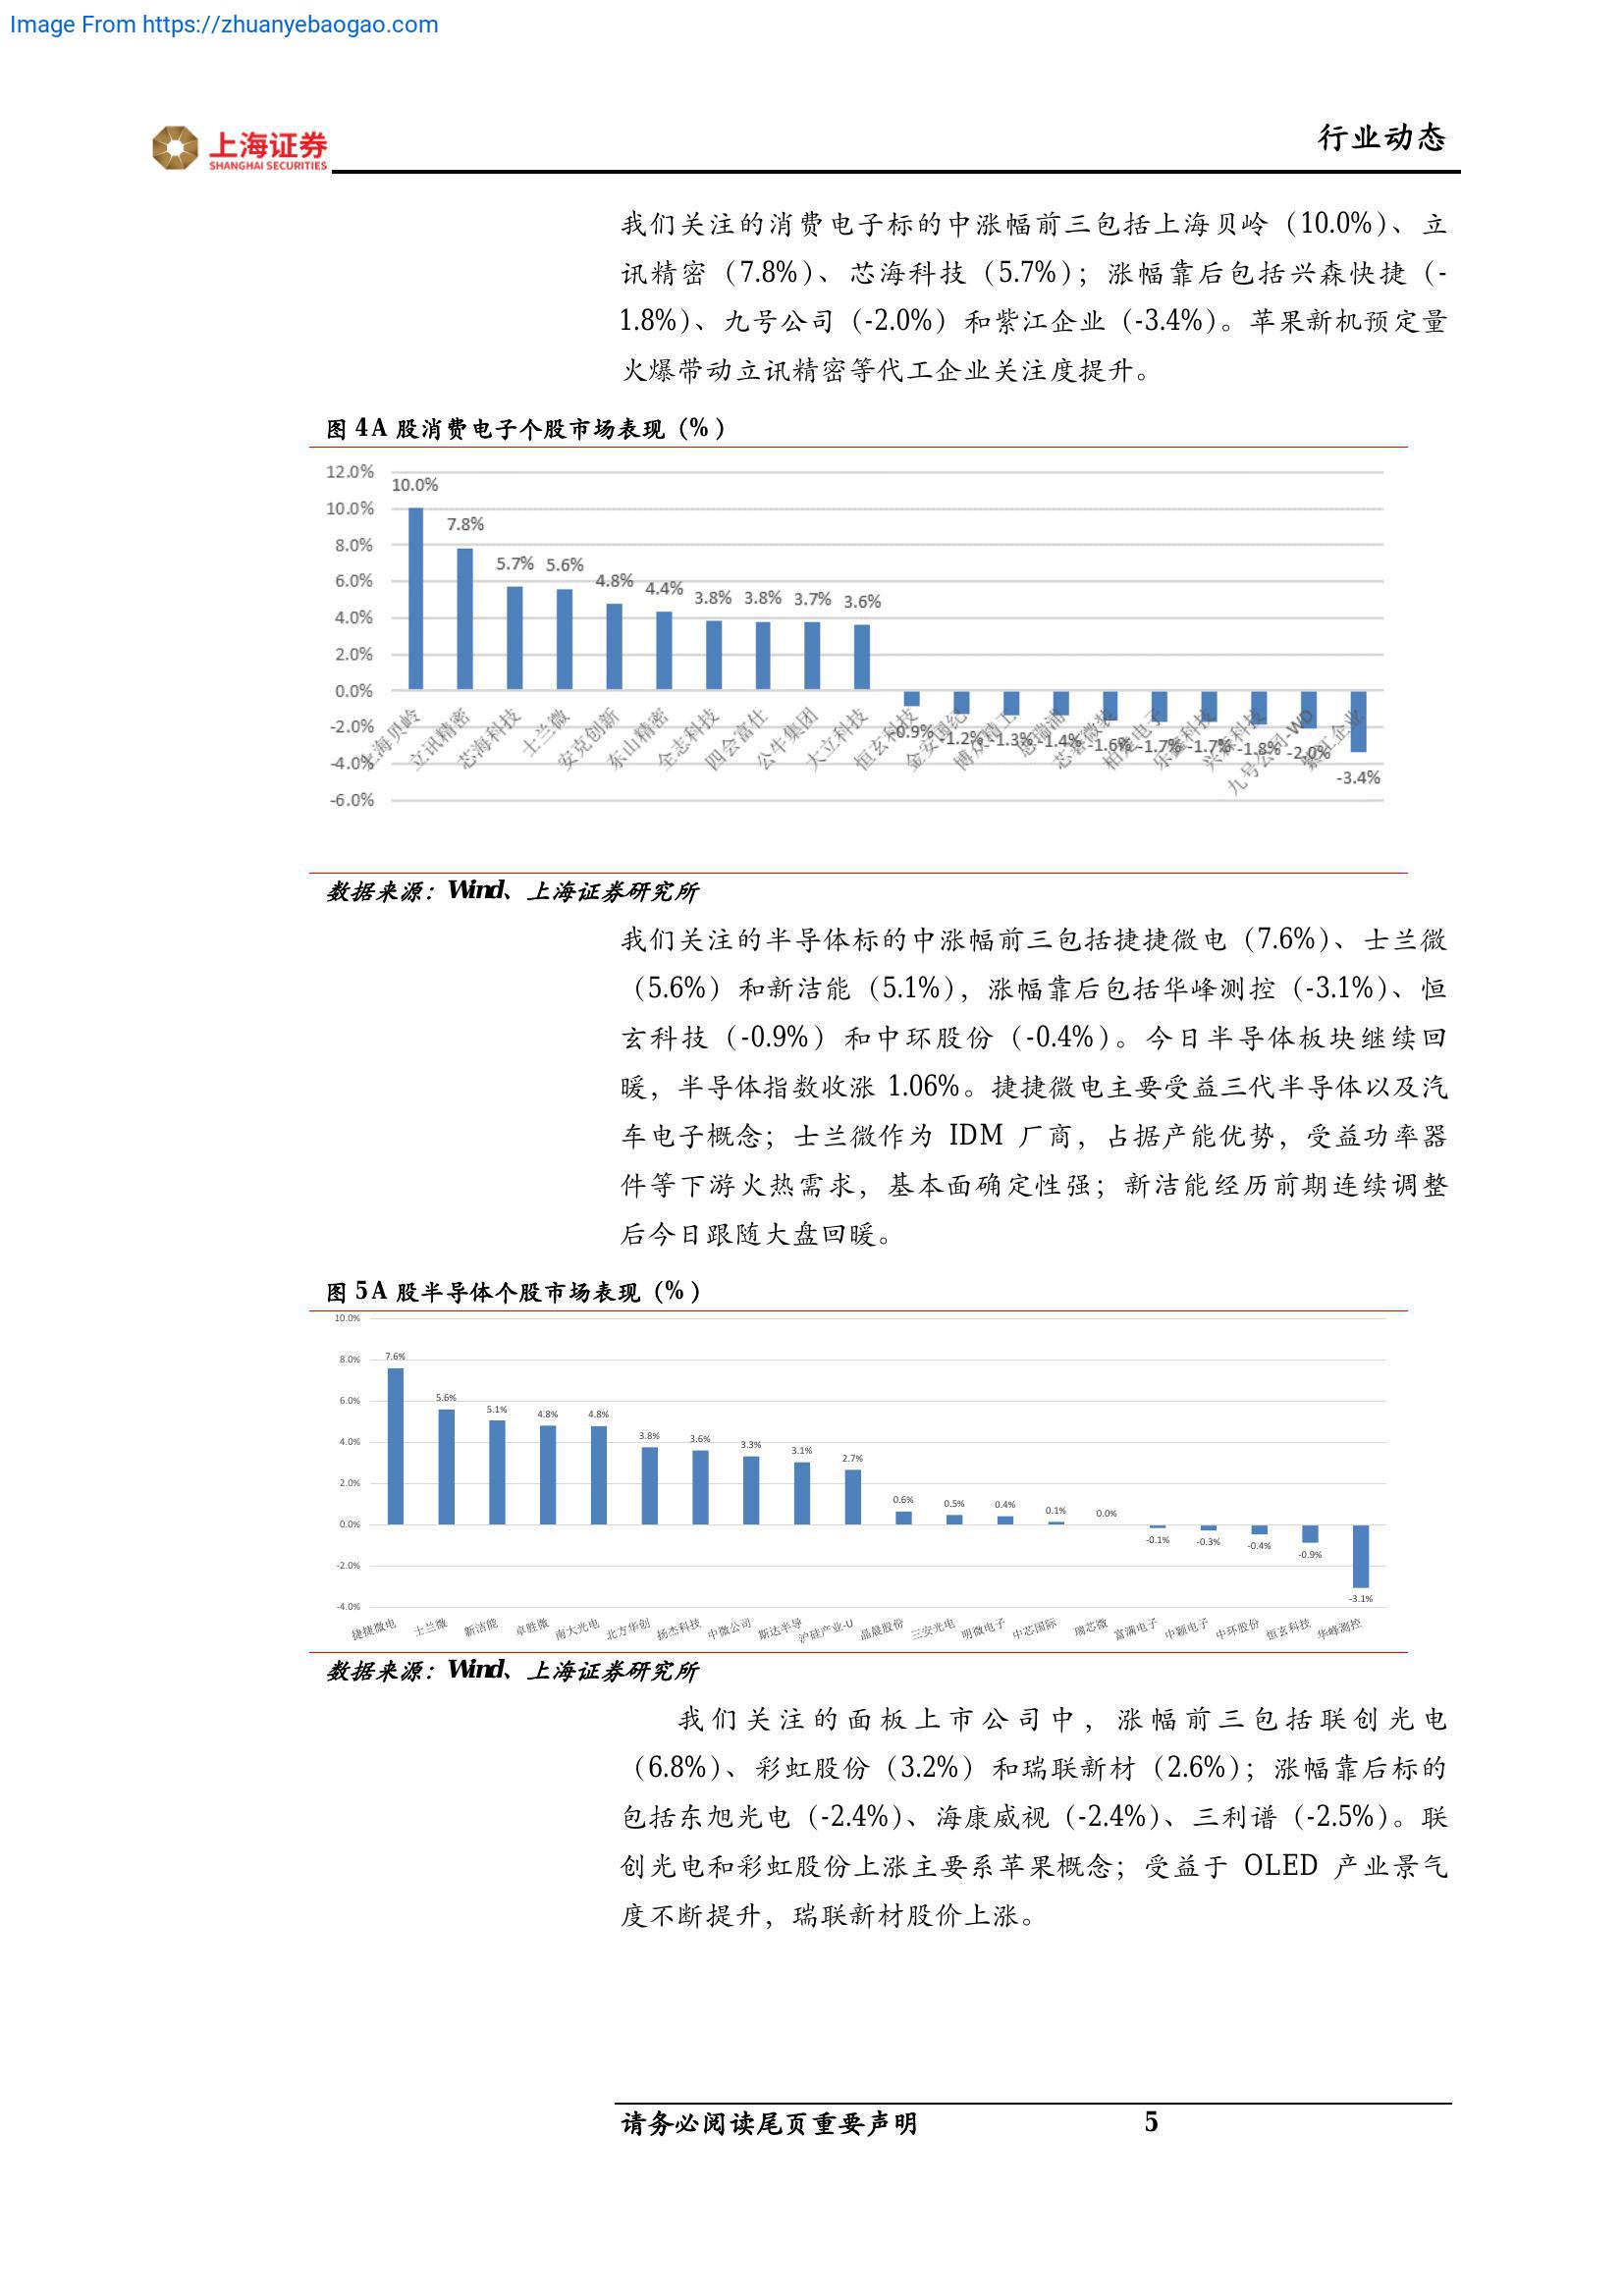 Image From https://zhuanyebaogao.com
上海证券
SHANGHAI SECURITIES
行业动态
我们关注的消费电子标的中涨幅前三包括上海贝岭（10.0%）、立
讯精密（7.8%）、芯海科技（5.7%）；涨幅靠后包括兴森快捷（-
1.8%）、九号公司（-2.0%）和紫江企业（-3.4%）。苹果新机预定量
火爆带动立讯精密等代工企业关注度提升。
图 4A 股消费电子个股市场表现（%）
12.0%
10.0%
8.0%
6.0%
4.0%
2.0%
0.0%
-2.0%
-4.0%
-6.0%
10.0% 7.8% 5.7% 5.6% 4.8% 4.4% 3.8% 3.8% 3.7% 3.6% -0.9% -1.2% -1.3% -1.4% -1.6% -1.7% -1.7% -1.8% -2.0% -3.4%
上海贝岭 立讯精密 芯海科技 士兰微 安克创新 东山精密 全志科技 四会富仕 公牛集团 大立科技 恒玄科技 金安国纪 博众精工 思瑞浦 芯碁微装 乐鑫科技 兴森科技 九号公司-WD 紫江企业
数据来源：Wind、上海证券研究所
我们关注的半导体标的中涨幅前三包括捷捷微电（7.6%）、士兰微
（5.6%）和新洁能（5.1%），涨幅靠后包括华峰测控（-3.1%）、恒
玄科技（-0.9%）和中环股份（-0.4%）。今日半导体板块继续回
暖，半导体指数收涨 1.06%。捷捷微电主要受益三代半导体以及汽
车电子概念；士兰微作为 IDM 厂商，占据产能优势，受益功率器
件等下游火热需求，基本面确定性强；新洁能经历前期连续调整
后今日跟随大盘回暖。
图 5A 股半导体个股市场表现（%）
10.0%
8.0%
6.0%
4.0%
2.0%
0.0%
-2.0%
-4.0%
7.6% 5.6% 5.1% 4.8% 4.8% 3.8% 3.6% 3.3% 3.1% 2.7% 0.6% 0.5% 0.4% 0.1% 0.0% -0.1% -0.3% -0.4% -0.9% -3.1%
捷捷微电 士兰微 新洁能 卓胜微 南大光电 北方华创 扬杰科技 中微公司 斯达半导 沪硅产业-U 晶晨股份 三安光电 明微电子 中芯国际 瑞芯微 富满电子 中颖电子 中环股份 恒玄科技 华峰测控
数据来源：Wind、上海证券研究所
我们关注的面板上市公司中，涨幅前三包括联创光电
（6.8%）、彩虹股份（3.2%）和瑞联新材（2.6%）；涨幅靠后标的
包括东旭光电（-2.4%）、海康威视（-2.4%）、三利谱（-2.5%）。联
创光电和彩虹股份上涨主要系苹果概念；受益于 OLED 产业景气
度不断提升，瑞联新材股价上涨。
请务必阅读尾页重要声明
5